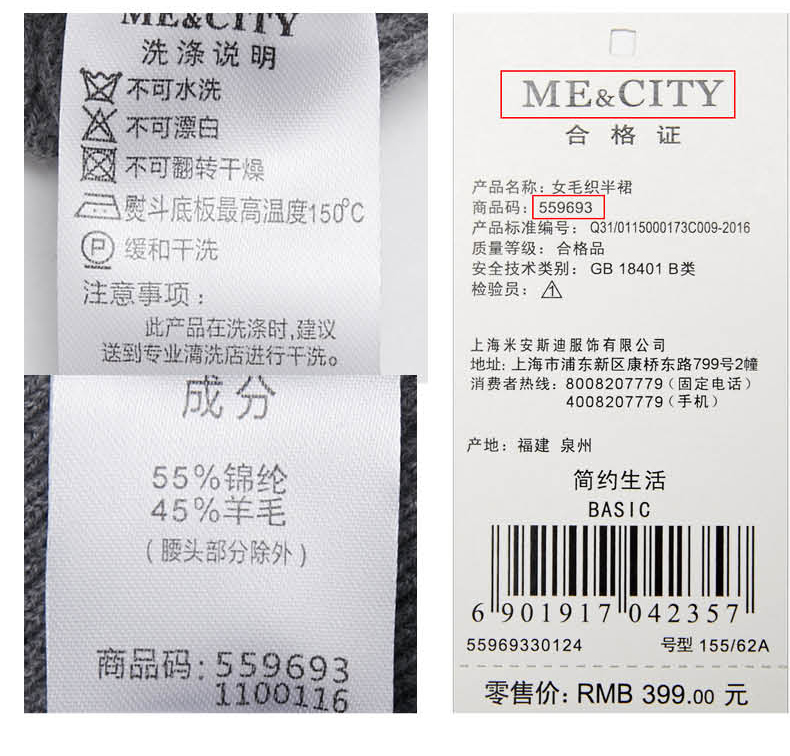 ME&CITY
洗涤说明
不可水洗
不可漂白
不可翻转干燥
熨斗底板最高温度150℃
P 缓和干洗
注意事项：
此产品在洗涤时,建议
送到专业清洗店进行干洗。
成分
55%锦纶
45%羊毛
（腰头部分除外）
商品码：559693
1100116
ME&CITY
合格证
产品名称：女毛织半裙
商品码：559693
产品标准编号： Q31/0115000173C009-2016
质量等级：合格品
安全技术类别： GB 18401 B类
检验员： 1
上海米安斯迪服饰有限公司
地址：上海市浦东新区康桥东路799号2幢
消费者热线：8008207779（固定电话）
4008207779（手机）
产地：福建 泉州
简约生活
BASIC
6 901917 042357
55969330124 号型 155/62A
零售价：RMB 399.00 元